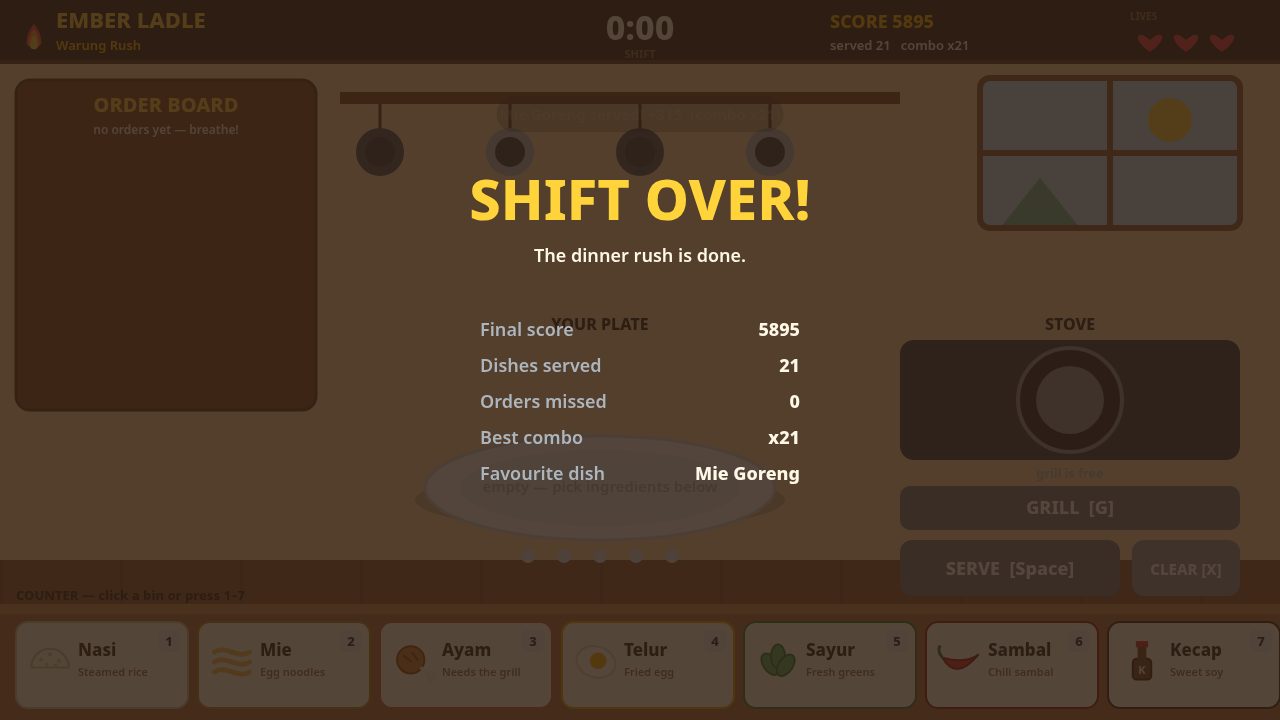 EMBER LADLE
Warung Rush
0:00
SHIFT
SCORE 5895
served 21 combo x21
LIVES
ORDER BOARD
no orders yet — breathe!
SHIFT OVER!
The dinner rush is done.
YOUR PLATE
STOVE
Final score 5895
Dishes served 21
Orders missed 0
Best combo x21
Favourite dish Mie Goreng
empty — pick ingredients below
grill is free
GRILL [G]
SERVE [Space]
CLEAR [X]
COUNTER — click a bin or press 1-7
Nasi 1
Steamed rice
Mie 2
Egg noodles
Ayam 3
Needs the grill
Telur 4
Fried egg
Sayur 5
Fresh greens
Sambal 6
Chili sambal
K
Kecap 7
Sweet soy